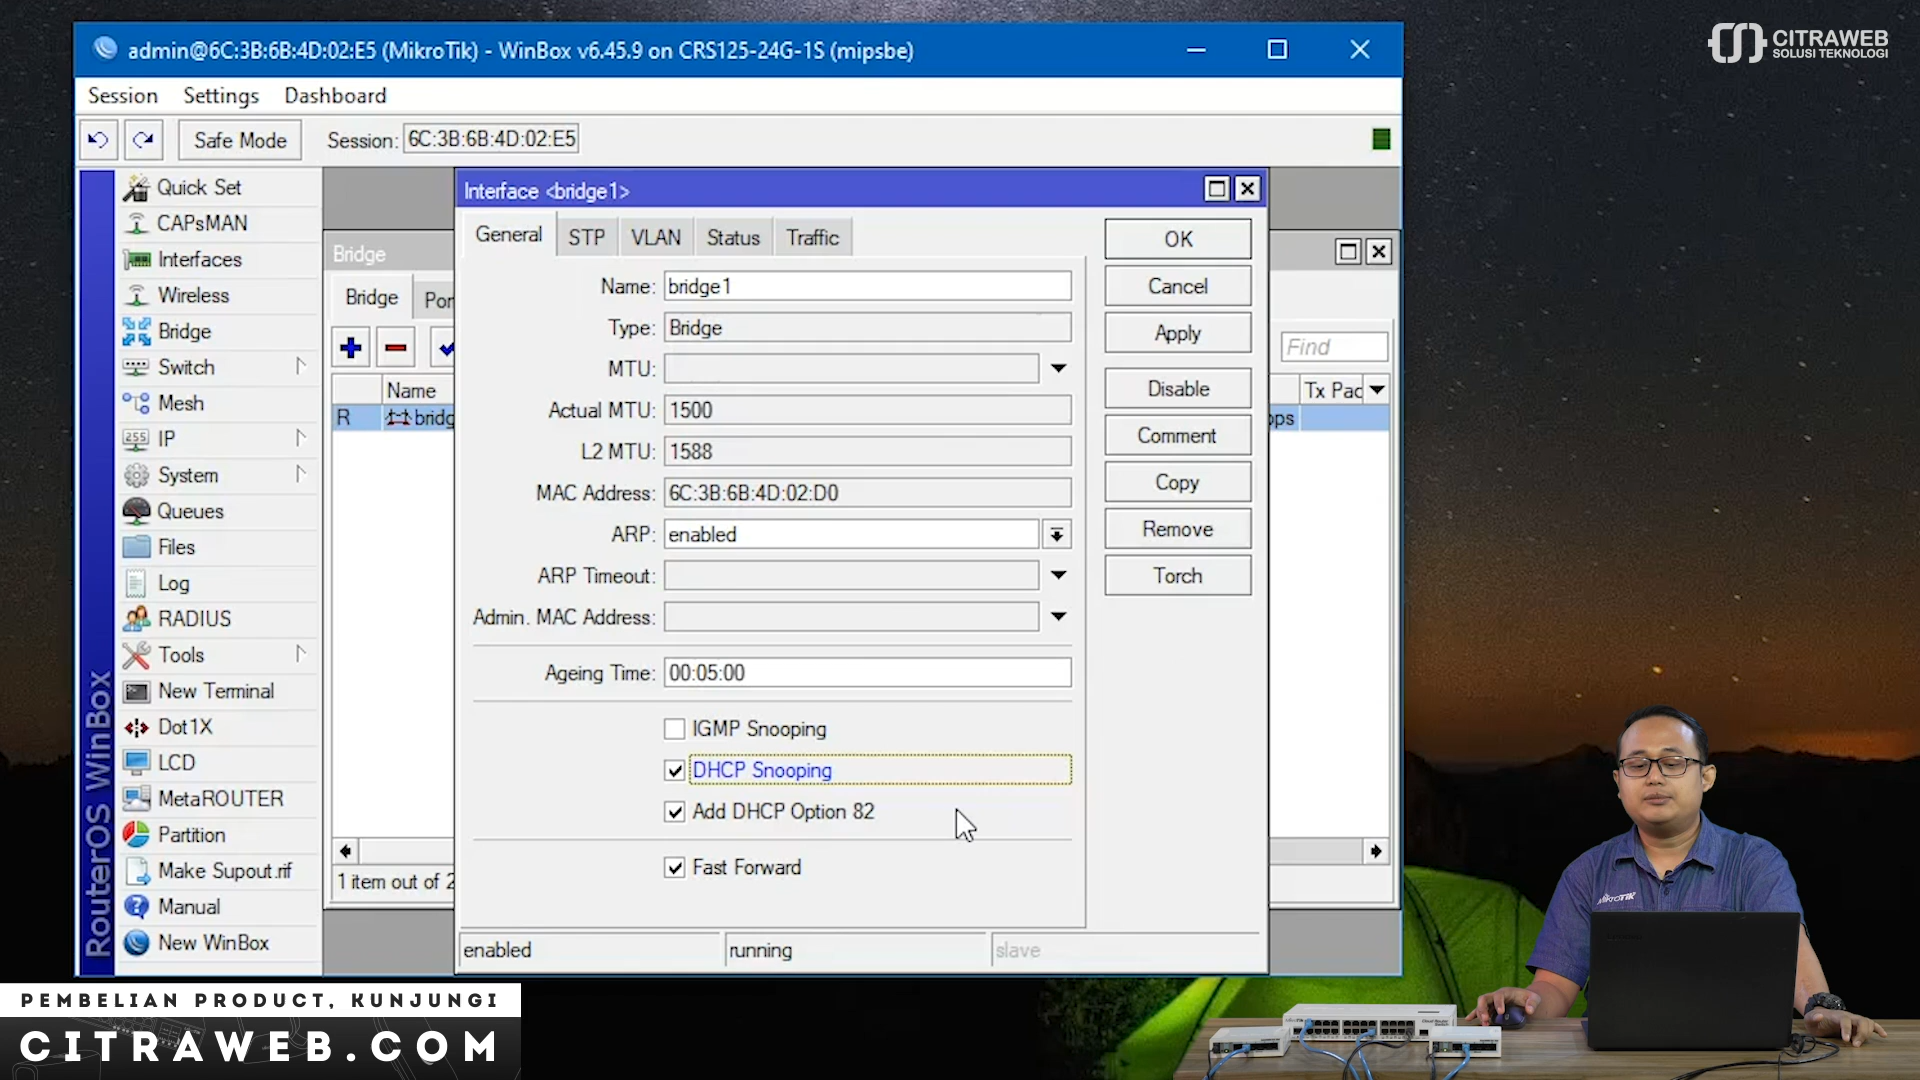 admin@6C:3B:6B:4D:02:E5 (MikroTik) - WinBox v6.45.9 on CRS125-24G-1S (mipsbe)
CITRAWEB
SOLUSI TEKNOLOGI
Session Settings Dashboard
Safe Mode Session: 6C:3B:6B:4D:02:E5
RouterOS WinBox
Quick Set
CAPsMAN
Interfaces
Wireless
Bridge
Switch
Mesh
IP
System
Queues
Files
Log
RADIUS
Tools
New Terminal
Dot1X
LCD
MetaROUTER
Partition
Make Supout.rif
Manual
New WinBox
Bridge
Bridge Por
Find
Name
Tx Pac
R bridg
ops
1 item out of 2
Interface <bridge1>
General STP VLAN Status Traffic
Name: bridge1
Type: Bridge
MTU:
Actual MTU: 1500
L2 MTU: 1588
MAC Address: 6C:3B:6B:4D:02:D0
ARP: enabled
ARP Timeout:
Admin. MAC Address:
Ageing Time: 00:05:00
IGMP Snooping
DHCP Snooping
Add DHCP Option 82
Fast Forward
OK
Cancel
Apply
Disable
Comment
Copy
Remove
Torch
enabled running slave
PEMBELIAN PRODUCT, KUNJUNGI
CITRAWEB.COM
MikroTik